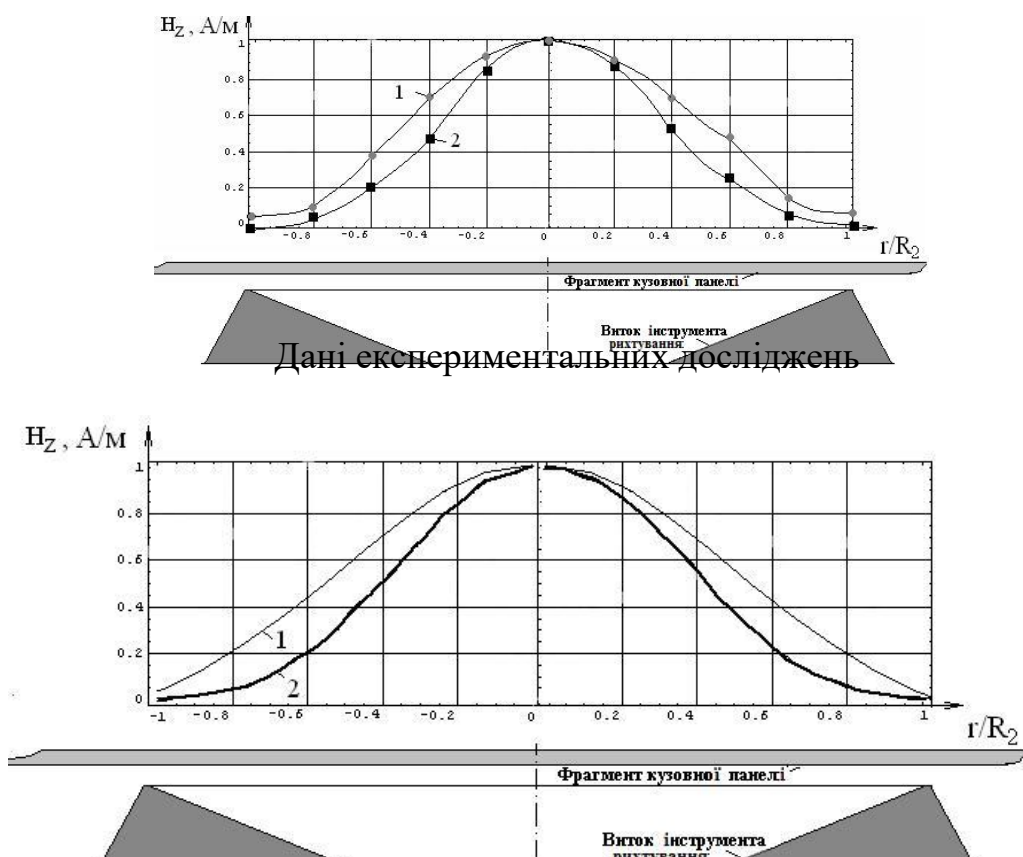 H_Z , А/м
1
0.8
0.6
0.4
0.2
0
1
2
-0.8 -0.6 -0.4 -0.2 0 0.2 0.4 0.6 0.8 1
r/R_2
Фрагмент кузовної панелі
Виток інструмента
рихтування
Дані експериментальних досліджень
H_Z , А/м
1
0.8
0.6
0.4
0.2
0
1
2
-1 -0.8 -0.6 -0.4 -0.2 0 0.2 0.4 0.6 0.8 1
r/R_2
Фрагмент кузовної панелі
Виток інструмента
рихтування